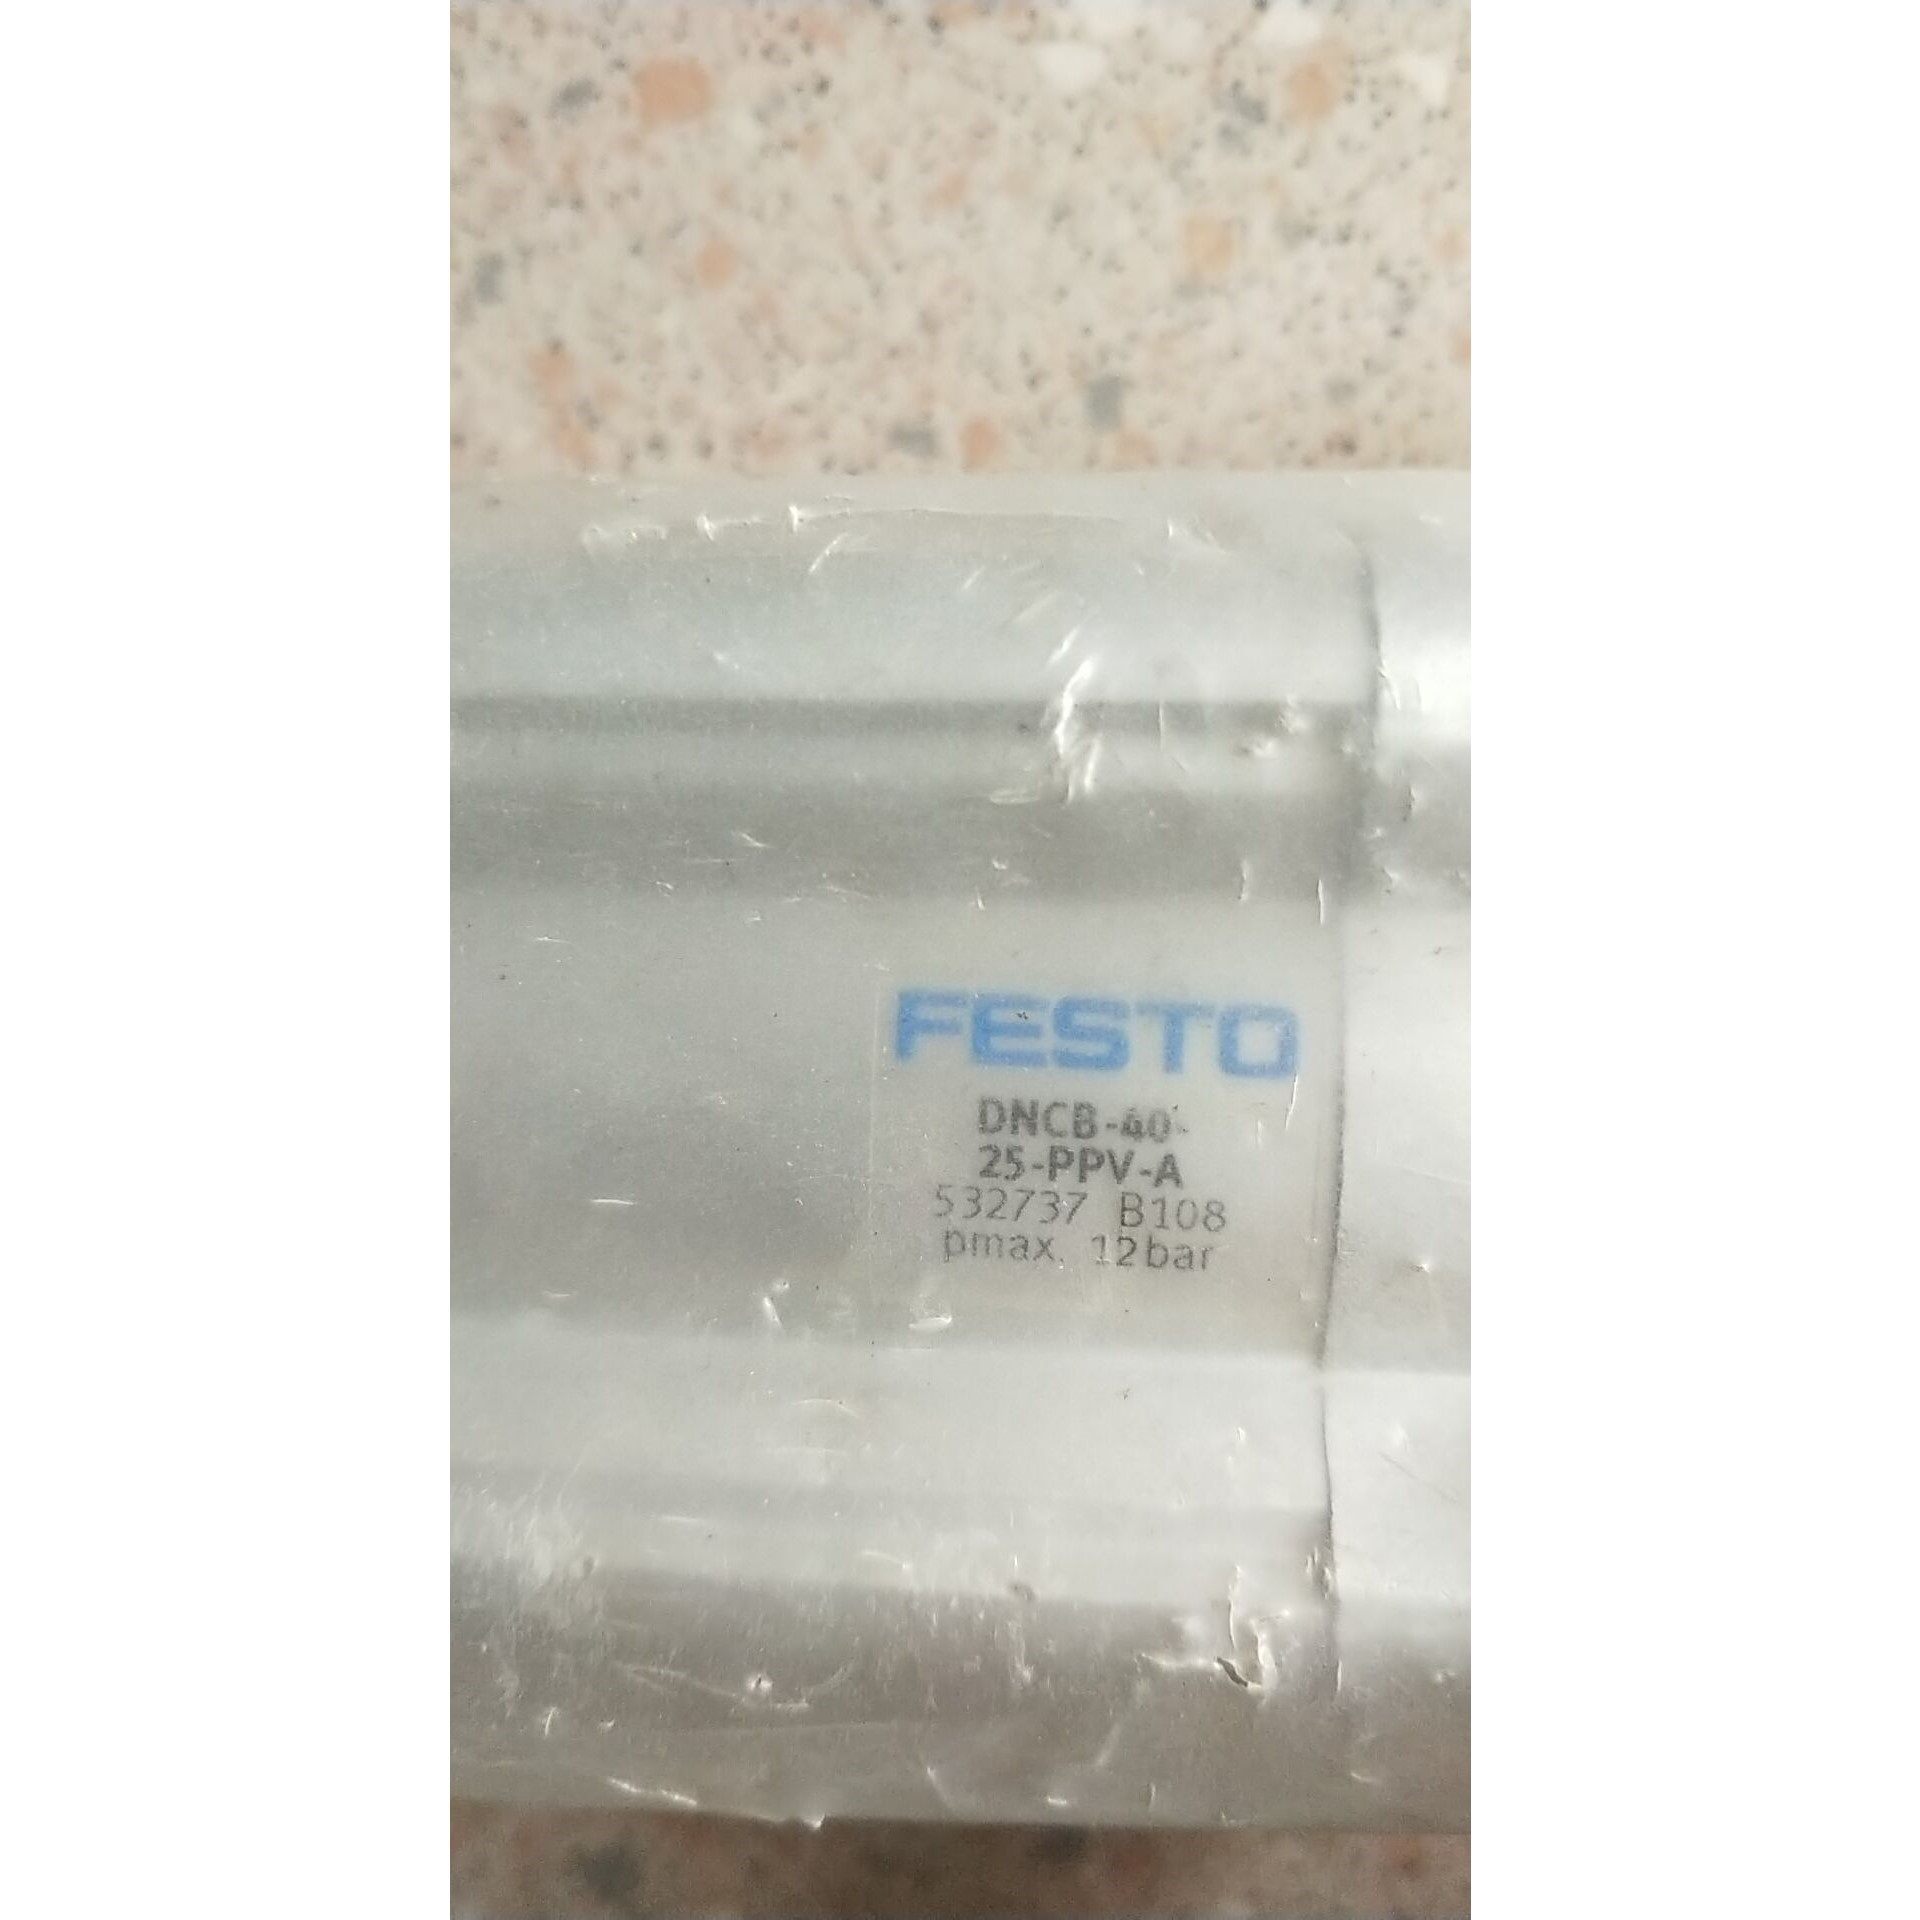 FESTO
DNCB-40-
25-PPV-A
532737 B108
pmax. 12bar